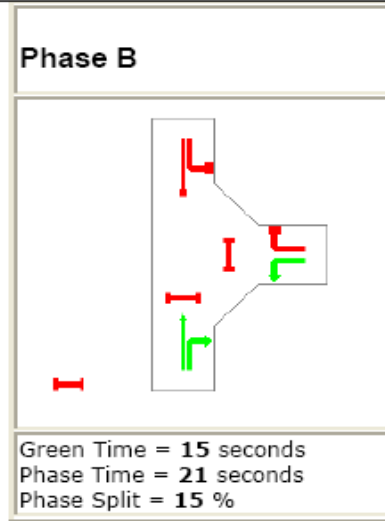 Phase B
Green Time = 15 seconds
Phase Time = 21 seconds
Phase Split = 15 %